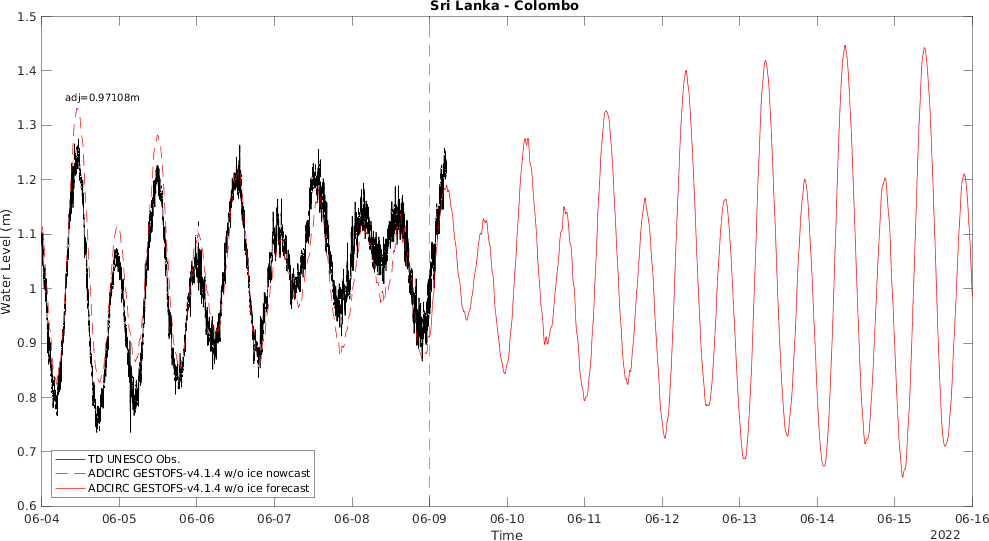 Sri Lanka - Colombo
1.5
1.4
1.3
1.2
1.1
1
0.9
0.8
0.7
0.6
Water Level (m)
adj=0.97108m
TD UNESCO Obs.
ADCIRC GESTOFS-v4.1.4 w/o ice nowcast
ADCIRC GESTOFS-v4.1.4 w/o ice forecast
06-04 06-05 06-06 06-07 06-08 06-09 06-10 06-11 06-12 06-13 06-14 06-15 06-16
Time
2022